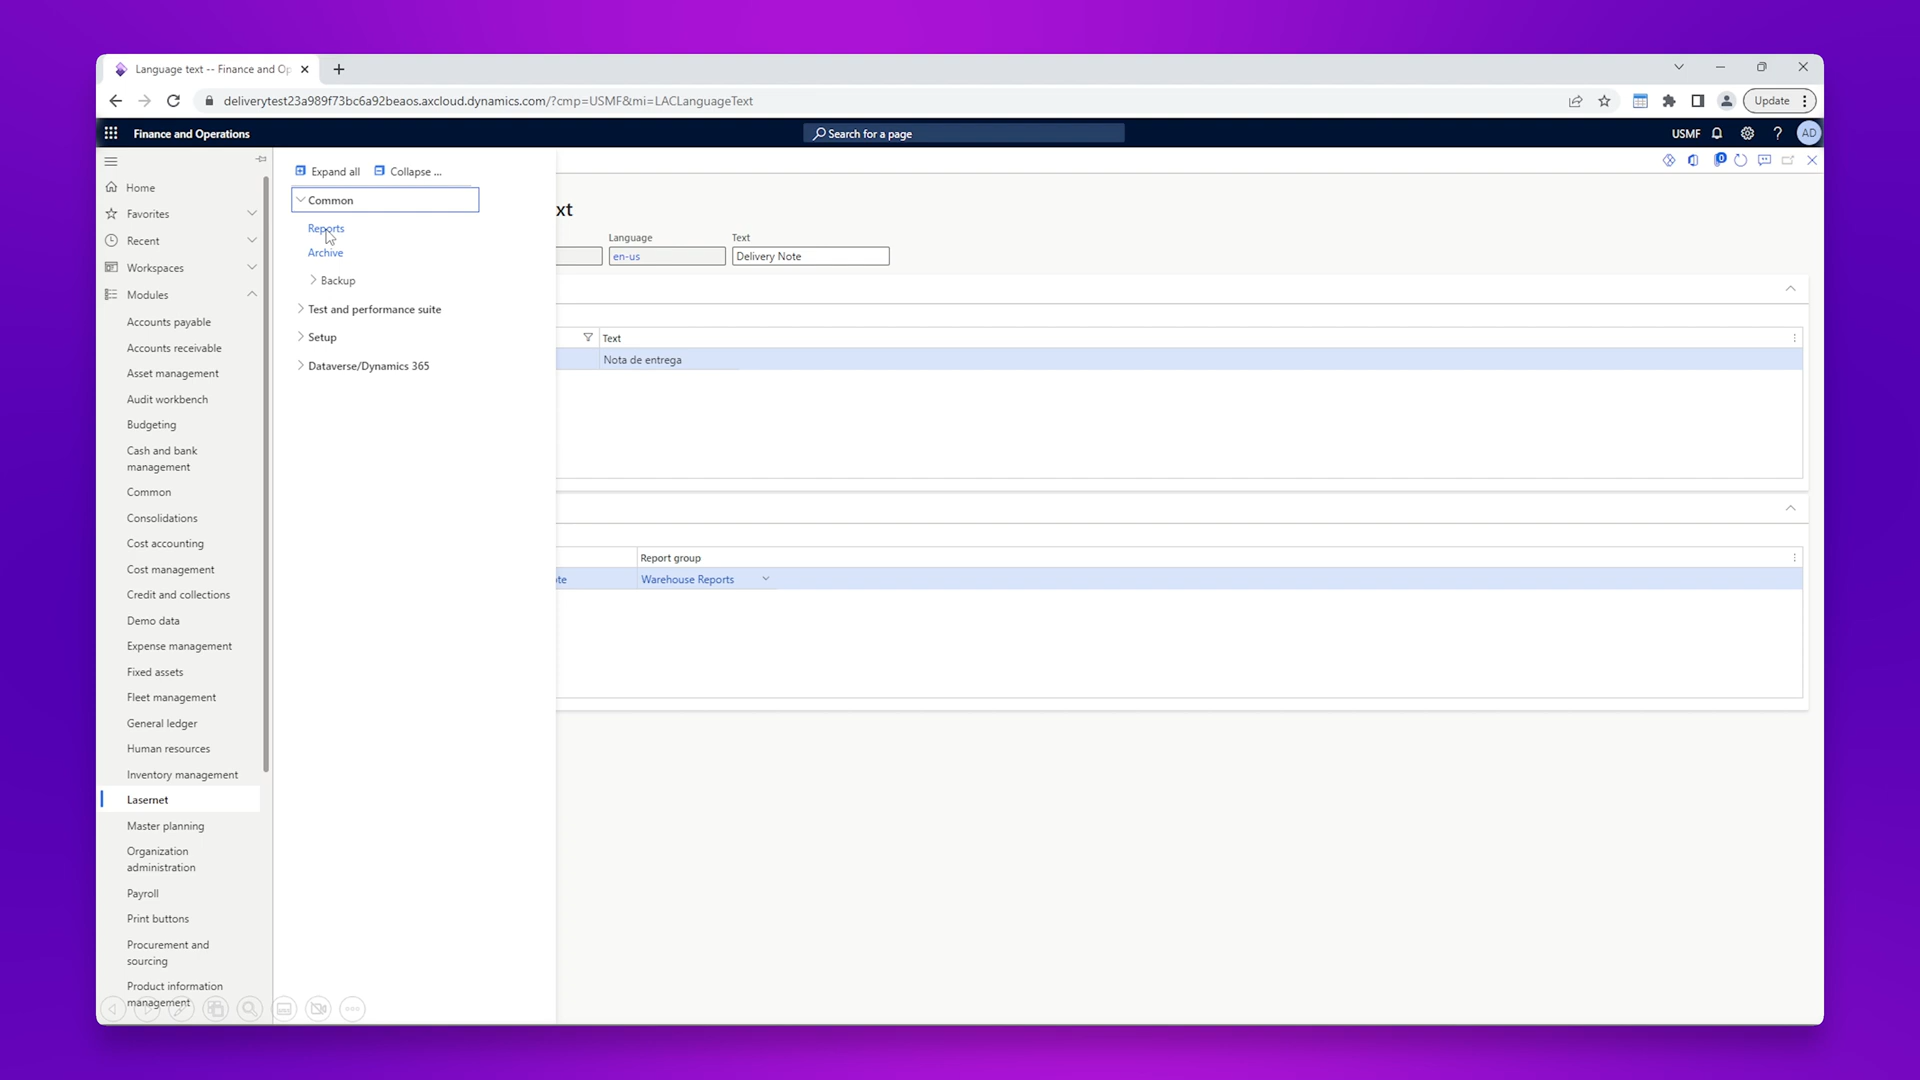 Language text -- Finance and Op
deliverytest23a989f73bc6a92beaos.axcloud.dynamics.com/?cmp=USMF&mi=LACLanguageText
Update
Finance and Operations
Search for a page
USMF
?
AD
0
Expand all
Collapse ...
Home
Favorites
Recent
Workspaces
Modules
Accounts payable
Accounts receivable
Asset management
Audit workbench
Budgeting
Cash and bank
management
Common
Consolidations
Cost accounting
Cost management
Credit and collections
Demo data
Expense management
Fixed assets
Fleet management
General ledger
Human resources
Inventory management
Lasernet
Master planning
Organization
administration
Payroll
Print buttons
Procurement and
sourcing
Product information
management
Common
Reports
Archive
Backup
Test and performance suite
Setup
Dataverse/Dynamics 365
xt
Language
Text
en-us
Delivery Note
Text
Nota de entrega
Report group
te
Warehouse Reports